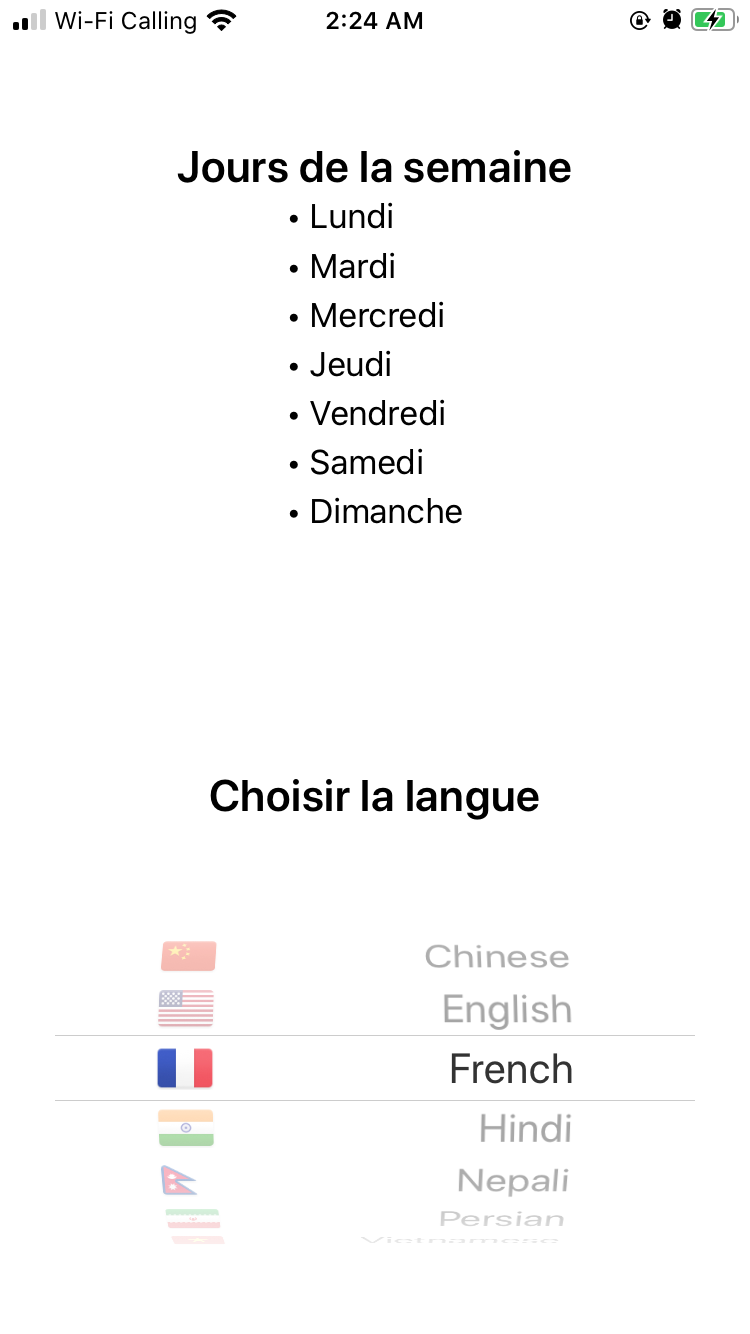 Wi-Fi Calling 2:24 AM
Jours de la semaine
• Lundi
• Mardi
• Mercredi
• Jeudi
• Vendredi
• Samedi
• Dimanche
Choisir la langue
Chinese
English
French
Hindi
Nepali
Persian
Vietnamese